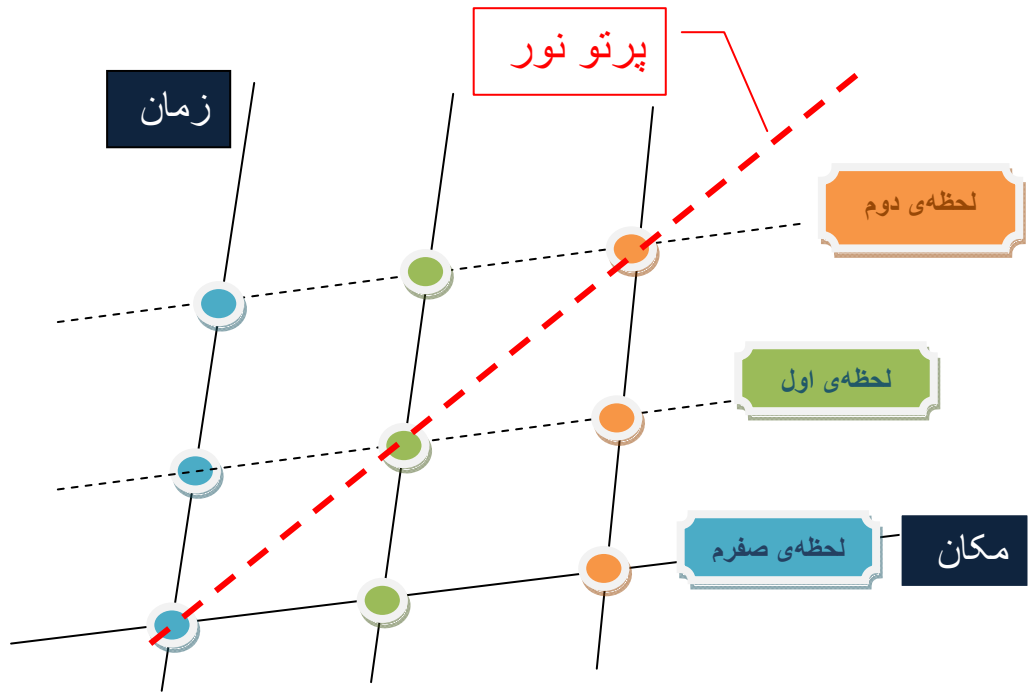 پرتو نور
زمان
لحظه‌ی دوم
لحظه‌ی اول
لحظه‌ی صفرم
مکان